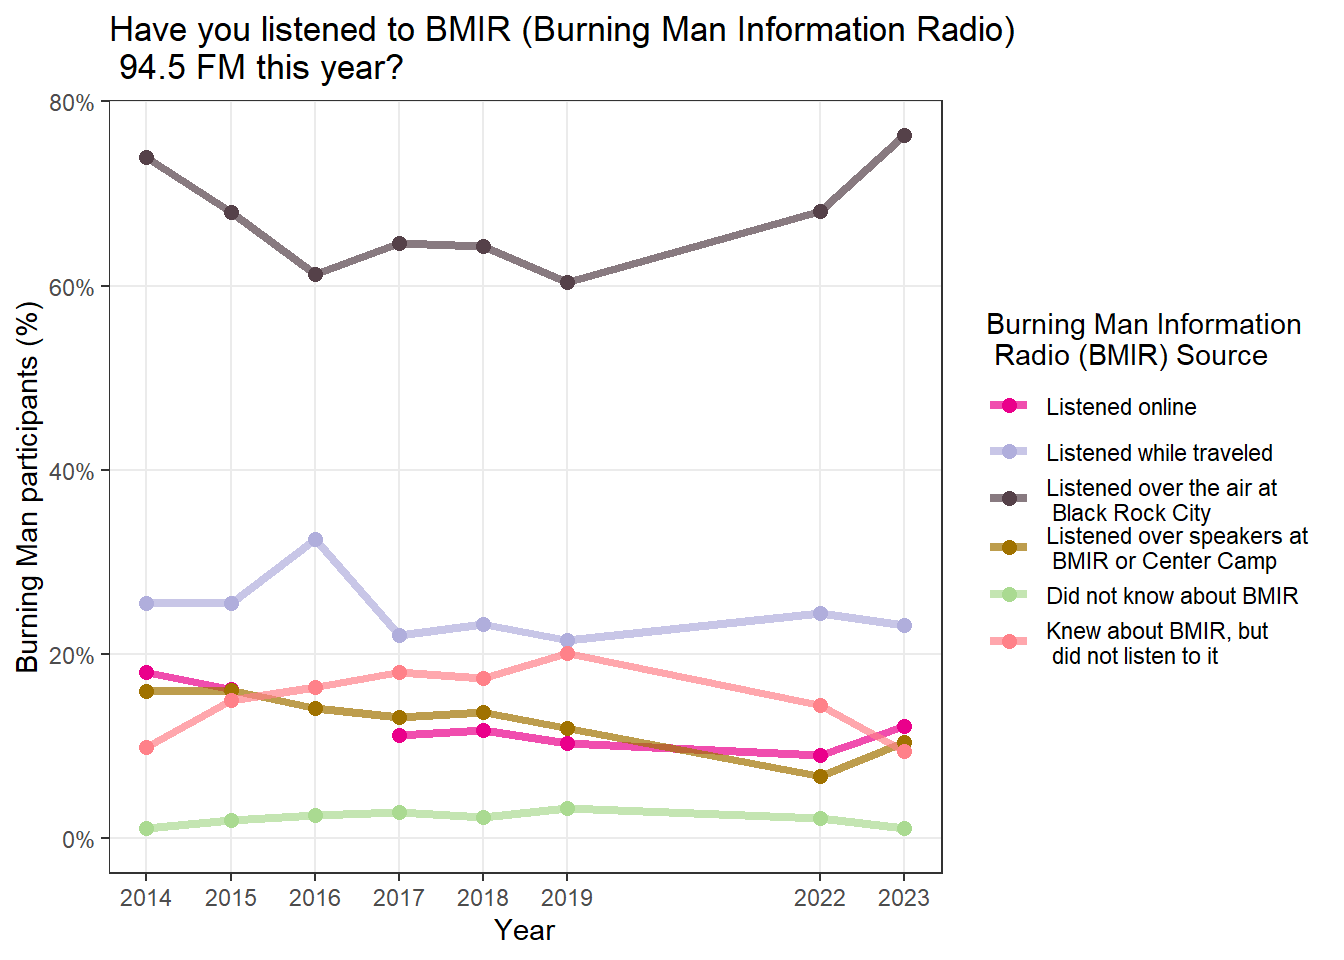 Have you listened to BMIR (Burning Man Information Radio)
94.5 FM this year?
80%
60%
40%
20%
0%
Burning Man participants (%)
2014 2015 2016 2017 2018 2019 2022 2023
Year
Burning Man Information
Radio (BMIR) Source
Listened online
Listened while traveled
Listened over the air at
Black Rock City
Listened over speakers at
BMIR or Center Camp
Did not know about BMIR
Knew about BMIR, but
did not listen to it